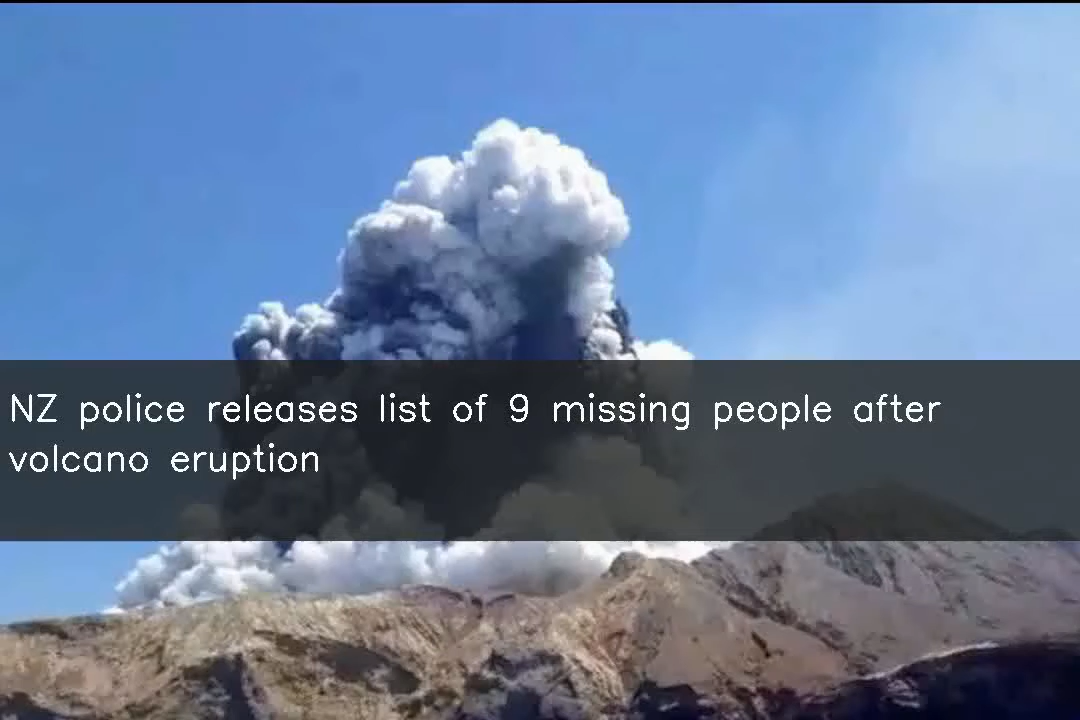 NZ police releases list of 9 missing people after
volcano eruption